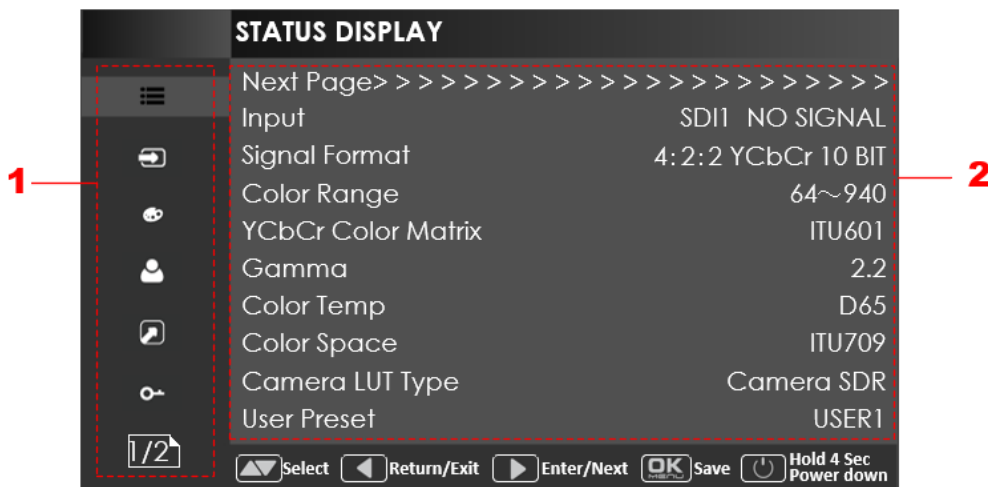 STATUS DISPLAY
Next Page> > > > > > > > > > > > > > > > > > > > > > >
Input SDI1 NO SIGNAL
Signal Format 4:2:2 YCbCr 10 BIT
Color Range 64～940
YCbCr Color Matrix ITU601
Gamma 2.2
Color Temp D65
Color Space ITU709
Camera LUT Type Camera SDR
User Preset USER1
1/2
Select Return/Exit Enter/Next OK MENU Save Hold 4 Sec
Power down
1
2